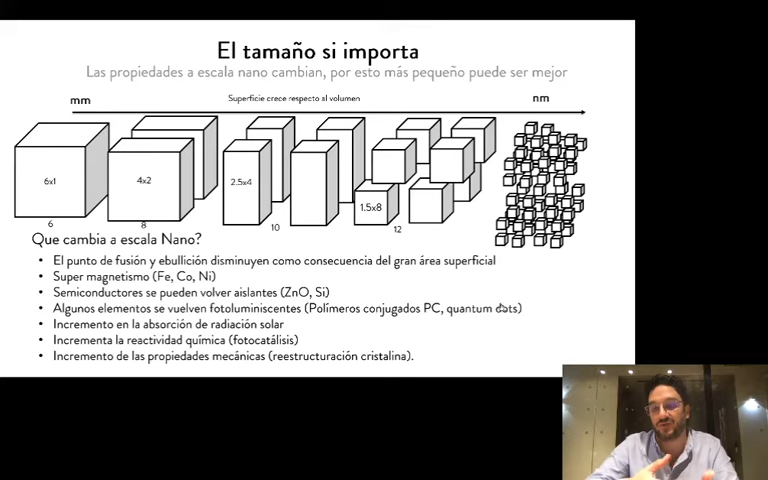 El tamaño si importa
Las propiedades a escala nano cambian, por esto más pequeño puede ser mejor
mm
Superficie crece respecto al volumen
nm
6x1
4x2
2.5x4
1.5x8
6
8
10
12
Que cambia a escala Nano?
• El punto de fusión y ebullición disminuyen como consecuencia del gran área superficial
• Super magnetismo (Fe, Co, Ni)
• Semiconductores se pueden volver aislantes (ZnO, Si)
• Algunos elementos se vuelven fotoluminiscentes (Polímeros conjugados PC, quantum dots)
• Incremento en la absorción de radiación solar
• Incrementa la reactividad química (fotocatálisis)
• Incremento de las propiedades mecánicas (reestructuración cristalina).